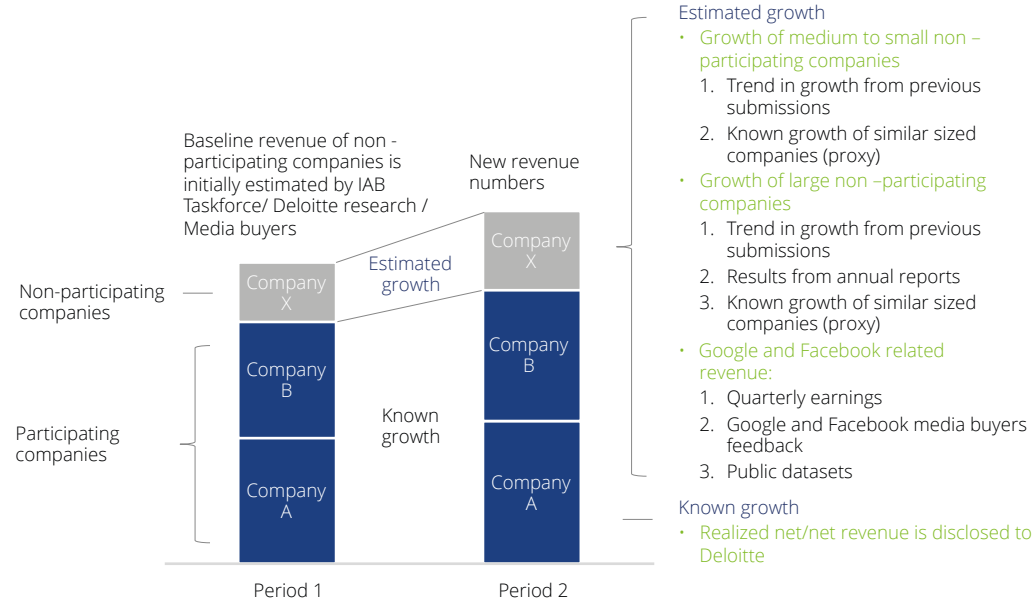 Baseline revenue of non -
participating companies is
initially estimated by IAB
Taskforce/ Deloitte research /
Media buyers
New revenue
numbers
Non-participating
companies
Participating
companies
Company
X
Company
B
Company
A
Estimated
growth
Known
growth
Company
X
Company
B
Company
A
Period 1
Period 2
Estimated growth
• Growth of medium to small non –
participating companies
1. Trend in growth from previous
submissions
2. Known growth of similar sized
companies (proxy)
• Growth of large non –participating
companies
1. Trend in growth from previous
submissions
2. Results from annual reports
3. Known growth of similar sized
companies (proxy)
• Google and Facebook related
revenue:
1. Quarterly earnings
2. Google and Facebook media buyers
feedback
3. Public datasets
Known growth
• Realized net/net revenue is disclosed to
Deloitte